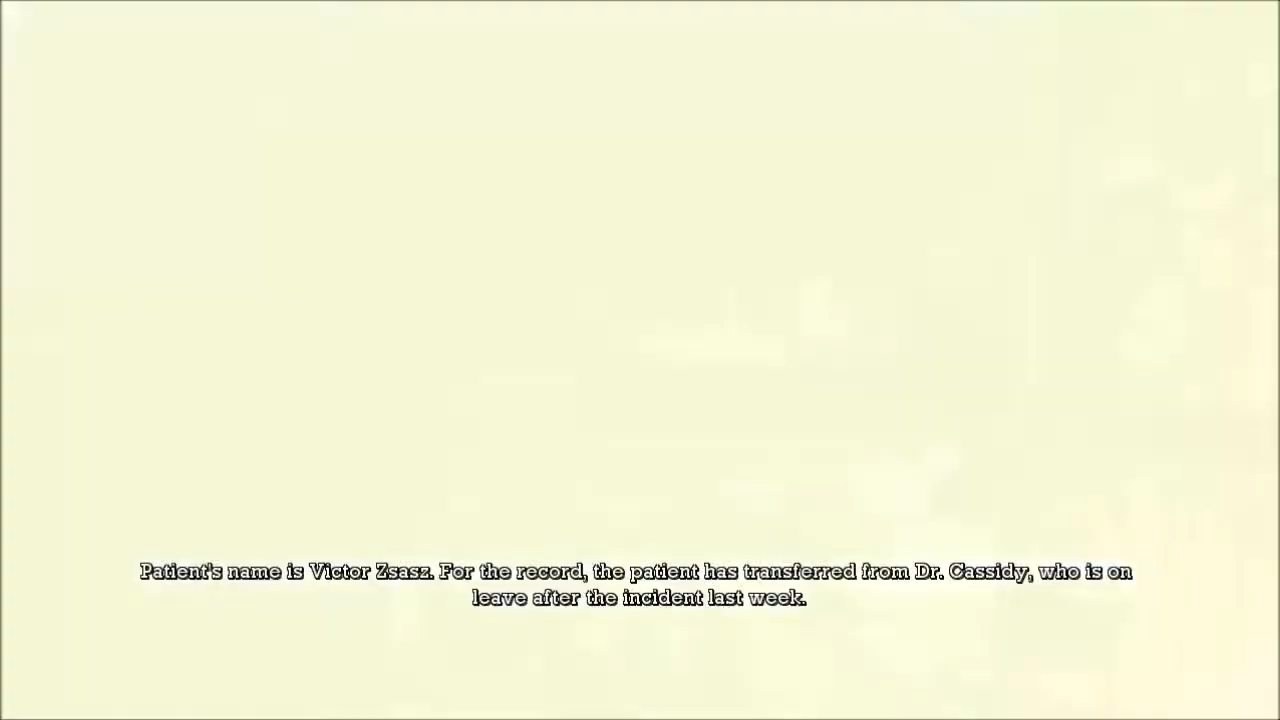 Patient's name is Victor Zsasz. For the record, the patient has transferred from Dr. Cassidy, who is on
leave after the incident last week.